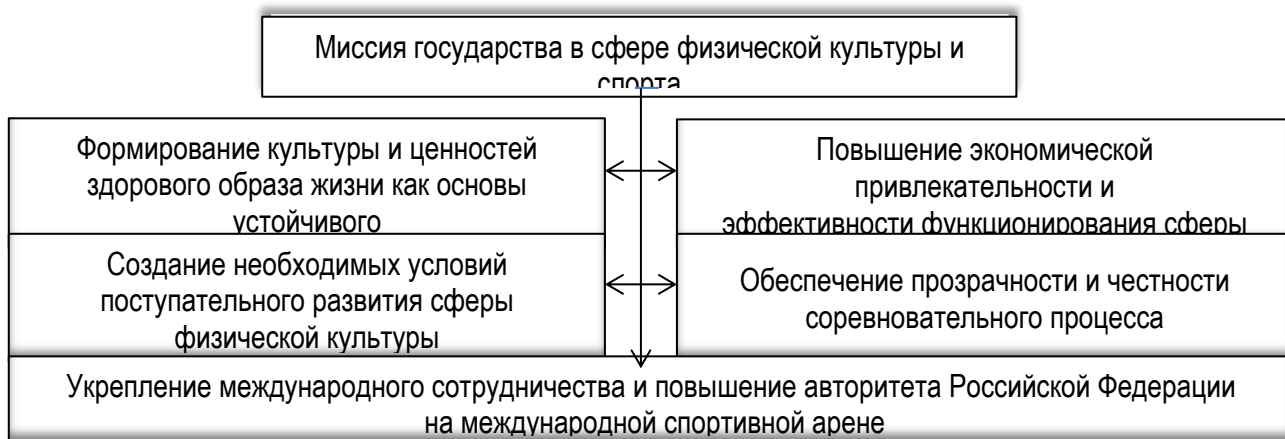 Миссия государства в сфере физической культуры и
спорта
Формирование культуры и ценностей
здорового образа жизни как основы
устойчивого
Повышение экономической
привлекательности и
эффективности функционирования сферы
Создание необходимых условий
поступательного развития сферы
физической культуры
Обеспечение прозрачности и честности
соревновательного процесса
Укрепление международного сотрудничества и повышение авторитета Российской Федерации
на международной спортивной арене